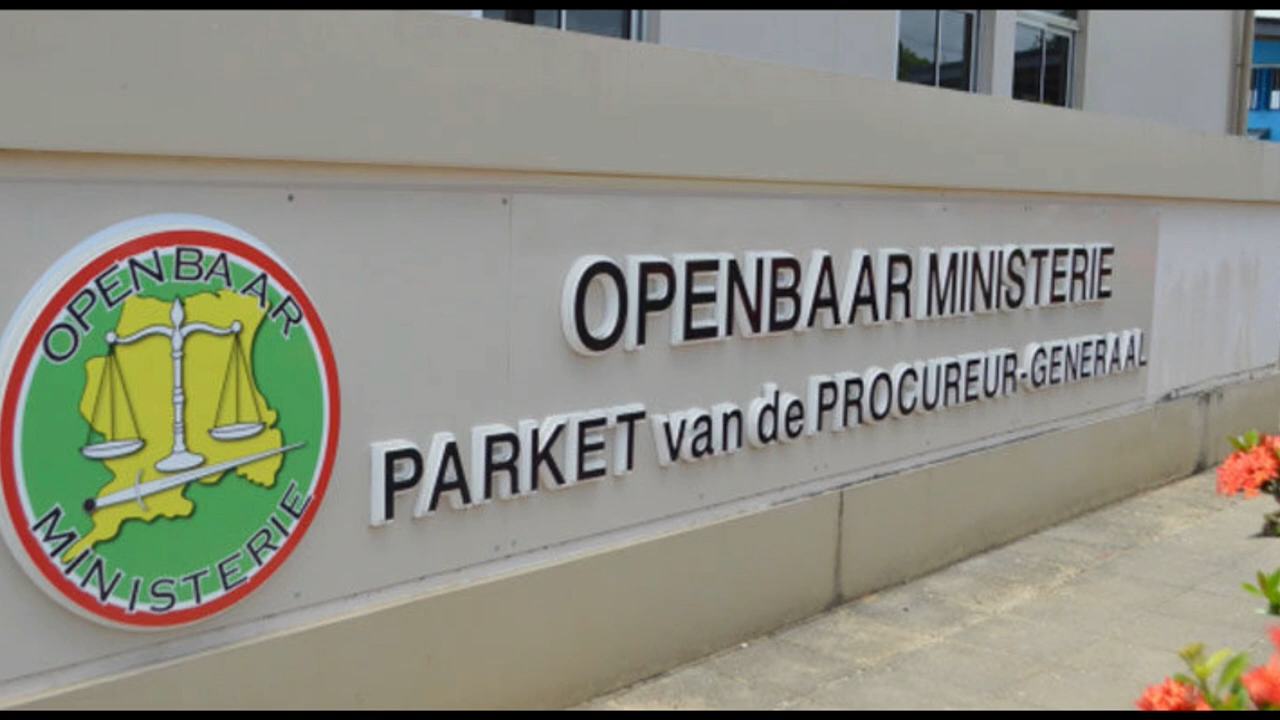 OPENBAAR
MINISTERIE
OPENBAAR MINISTERIE
PARKET van de PROCUREUR-GENERAAL